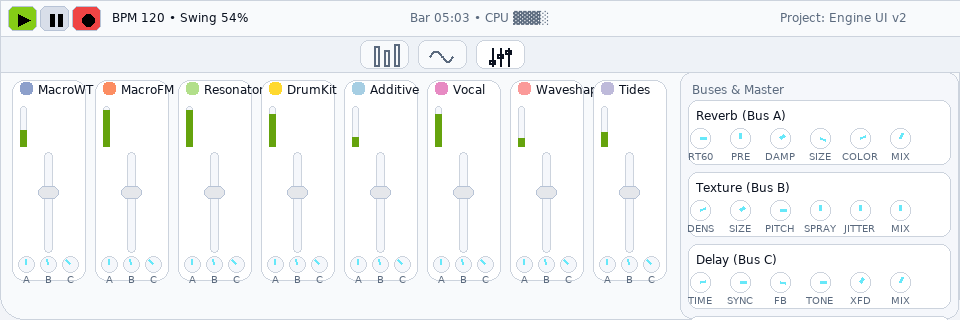 BPM 120 • Swing 54%
Bar 05:03 • CPU ▓▓▓▓░
Project: Engine UI v2
MacroWT
MacroFM
Resonator
DrumKit
Additive
Vocal
Waveshap
Tides
A B C
A B C
A B C
A B C
A B C
A B C
A B C
A B C
Buses & Master
Reverb (Bus A)
RT60 PRE DAMP SIZE COLOR MIX
Texture (Bus B)
DENS SIZE PITCH SPRAY JITTER MIX
Delay (Bus C)
TIME SYNC FB TONE XFD MIX